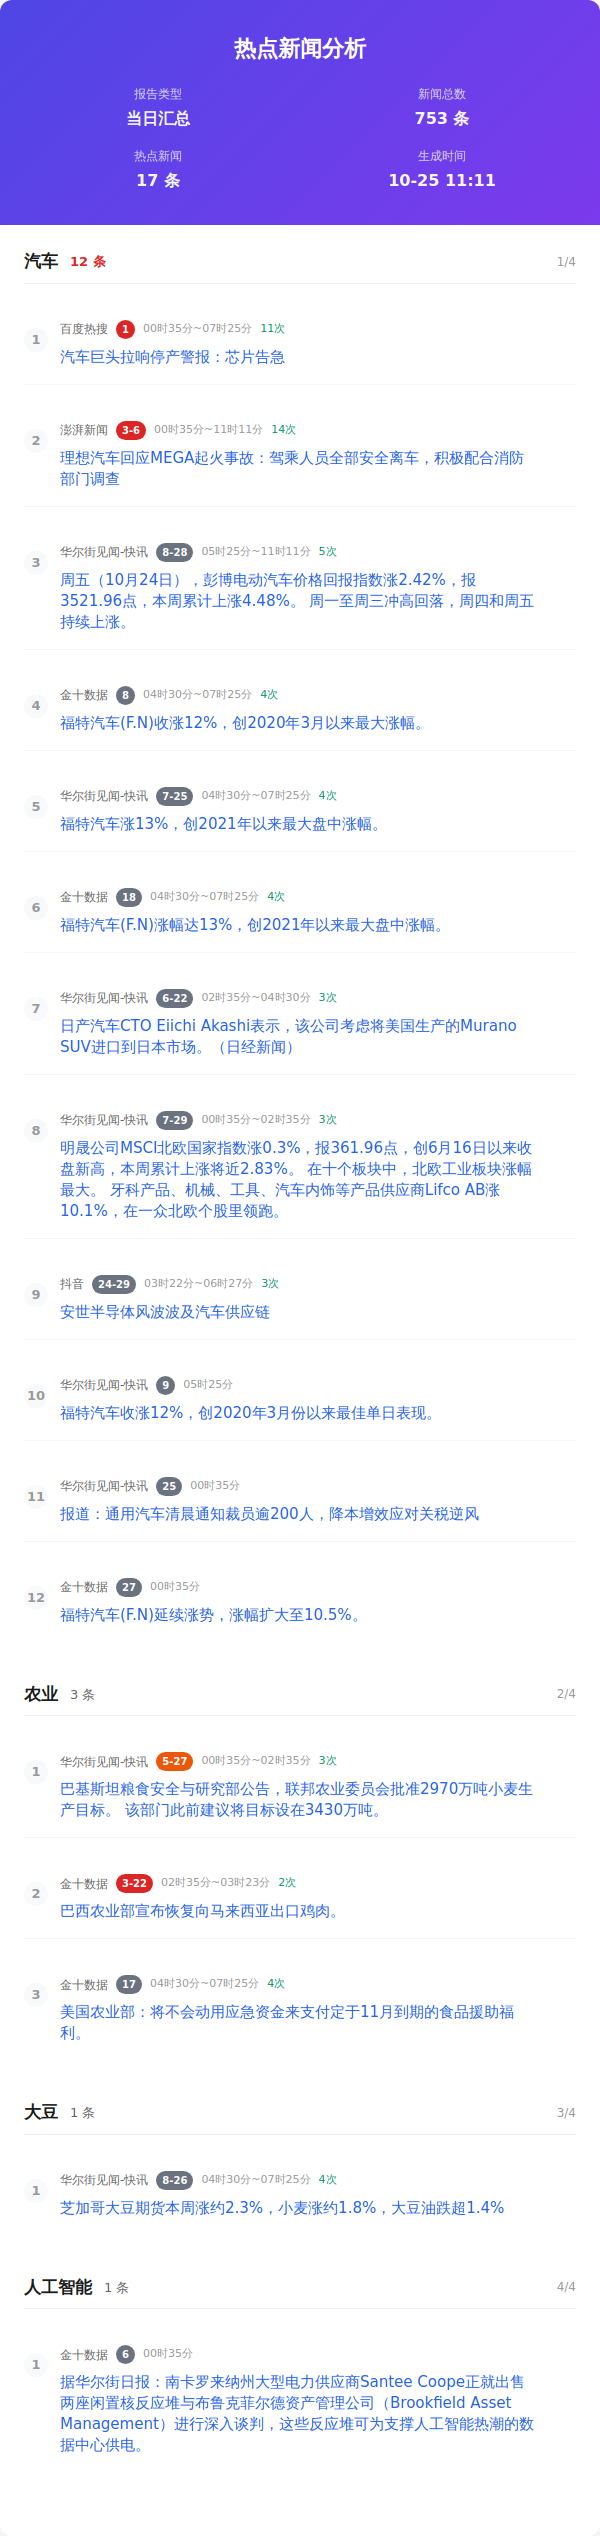 热点新闻分析
报告类型
新闻总数
当日汇总
753 条
热点新闻
生成时间
17 条
10-25 11:11
汽车 12 条 1/4
1 百度热搜 1 00时35分~07时25分 11次
汽车巨头拉响停产警报：芯片告急
2 澎湃新闻 3-6 00时35分~11时11分 14次
理想汽车回应MEGA起火事故：驾乘人员全部安全离车，积极配合消防
部门调查
3 华尔街见闻-快讯 8-28 05时25分~11时11分 5次
周五（10月24日），彭博电动汽车价格回报指数涨2.42%，报
3521.96点，本周累计上涨4.48%。 周一至周三冲高回落，周四和周五
持续上涨。
4 金十数据 8 04时30分~07时25分 4次
福特汽车(F.N)收涨12%，创2020年3月以来最大涨幅。
5 华尔街见闻-快讯 7-25 04时30分~07时25分 4次
福特汽车涨13%，创2021年以来最大盘中涨幅。
6 金十数据 18 04时30分~07时25分 4次
福特汽车(F.N)涨幅达13%，创2021年以来最大盘中涨幅。
7 华尔街见闻-快讯 6-22 02时35分~04时30分 3次
日产汽车CTO Eiichi Akashi表示，该公司考虑将美国生产的Murano
SUV进口到日本市场。（日经新闻）
8 华尔街见闻-快讯 7-29 00时35分~02时35分 3次
明晟公司MSCI北欧国家指数涨0.3%，报361.96点，创6月16日以来收
盘新高，本周累计上涨将近2.83%。 在十个板块中，北欧工业板块涨幅
最大。 牙科产品、机械、工具、汽车内饰等产品供应商Lifco AB涨
10.1%，在一众北欧个股里领跑。
9 抖音 24-29 03时22分~06时27分 3次
安世半导体风波波及汽车供应链
10 华尔街见闻-快讯 9 05时25分
福特汽车收涨12%，创2020年3月份以来最佳单日表现。
11 华尔街见闻-快讯 25 00时35分
报道：通用汽车清晨通知裁员逾200人，降本增效应对关税逆风
12 金十数据 27 00时35分
福特汽车(F.N)延续涨势，涨幅扩大至10.5%。
农业 3 条 2/4
1 华尔街见闻-快讯 5-27 00时35分~02时35分 3次
巴基斯坦粮食安全与研究部公告，联邦农业委员会批准2970万吨小麦生
产目标。 该部门此前建议将目标设在3430万吨。
2 金十数据 3-22 02时35分~03时23分 2次
巴西农业部宣布恢复向马来西亚出口鸡肉。
3 金十数据 17 04时30分~07时25分 4次
美国农业部：将不会动用应急资金来支付定于11月到期的食品援助福
利。
大豆 1 条 3/4
1 华尔街见闻-快讯 8-26 04时30分~07时25分 4次
芝加哥大豆期货本周涨约2.3%，小麦涨约1.8%，大豆油跌超1.4%
人工智能 1 条 4/4
1 金十数据 6 00时35分
据华尔街日报：南卡罗来纳州大型电力供应商Santee Coope正就出售
两座闲置核反应堆与布鲁克菲尔德资产管理公司（Brookfield Asset
Management）进行深入谈判，这些反应堆可为支撑人工智能热潮的数
据中心供电。